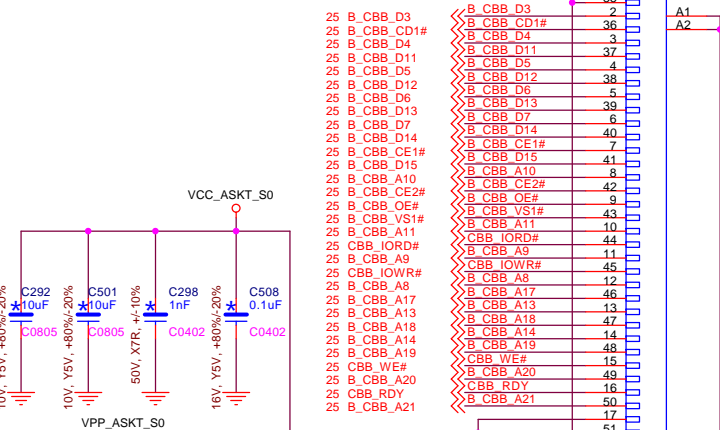 25 B_CBB_D3
25 B_CBB_CD1#
25 B_CBB_D4
25 B_CBB_D11
25 B_CBB_D5
25 B_CBB_D12
25 B_CBB_D6
25 B_CBB_D13
25 B_CBB_D7
25 B_CBB_D14
25 B_CBB_CE1#
25 B_CBB_D15
25 B_CBB_A10
25 B_CBB_CE2#
25 B_CBB_OE#
25 B_CBB_VS1#
25 B_CBB_A11
25 CBB_IORD#
25 B_CBB_A9
25 CBB_IOWR#
25 B_CBB_A8
25 B_CBB_A17
25 B_CBB_A13
25 B_CBB_A18
25 B_CBB_A14
25 B_CBB_A19
25 CBB_WE#
25 B_CBB_A20
25 CBB_RDY
25 B_CBB_A21
B_CBB_D3 2
B_CBB_CD1# 36
B_CBB_D4 3
B_CBB_D11 37
B_CBB_D5 4
B_CBB_D12 38
B_CBB_D6 5
B_CBB_D13 39
B_CBB_D7 6
B_CBB_D14 40
B_CBB_CE1# 7
B_CBB_D15 41
B_CBB_A10 8
B_CBB_CE2# 42
B_CBB_OE# 9
B_CBB_VS1# 43
B_CBB_A11 10
CBB_IORD# 44
B_CBB_A9 11
CBB_IOWR# 45
B_CBB_A8 12
B_CBB_A17 46
B_CBB_A13 13
B_CBB_A18 47
B_CBB_A14 14
B_CBB_A19 48
CBB_WE# 15
B_CBB_A20 49
CBB_RDY 16
B_CBB_A21 50
17
51
A1
A2
VCC_ASKT_S0
10V, Y5V, +80%/-20%
C292
10uF
C0805
10V, Y5V, +80%/-20%
C501
10uF
C0805
50V, X7R, +/-10%
C298
1nF
C0402
16V, Y5V, +80%/-20%
C508
0.1uF
C0402
VPP_ASKT_S0